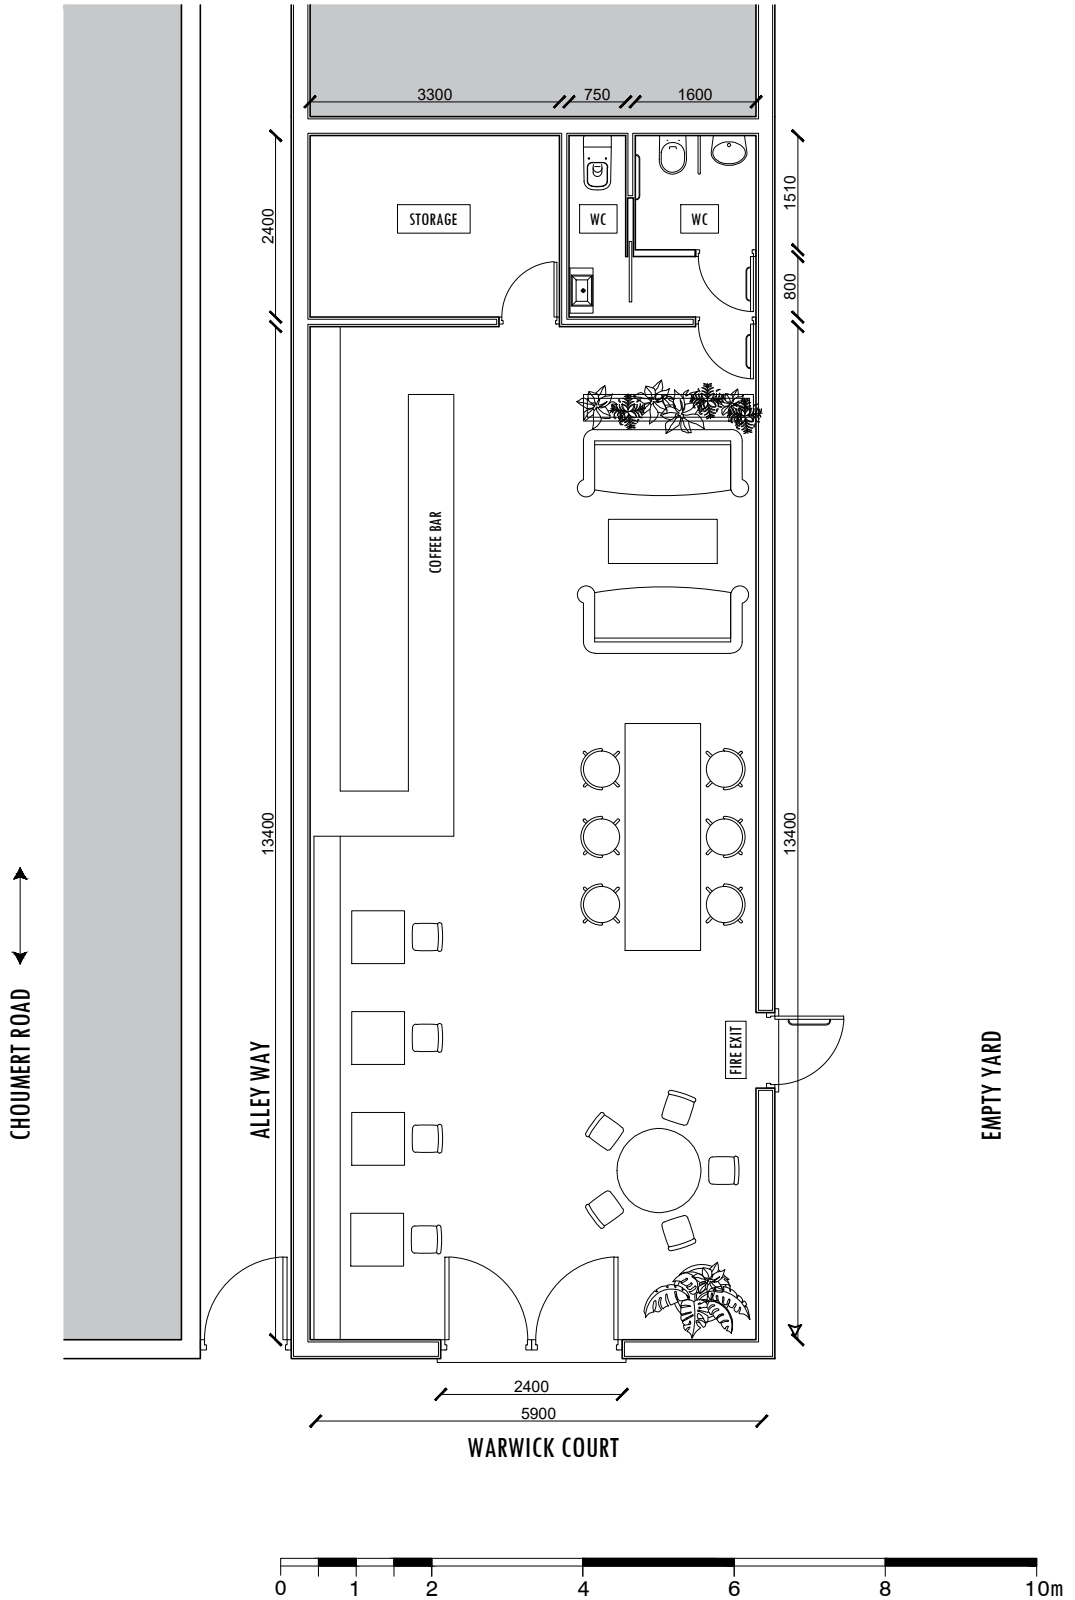 3300
750
1600
2400
STORAGE
WC
WC
1510
800
COFFEE BAR
13400
13400
CHOUMERT ROAD
ALLEY WAY
FIRE EXIT
EMPTY YARD
2400
5900
WARWICK COURT
0 1 2 4 6 8 10m